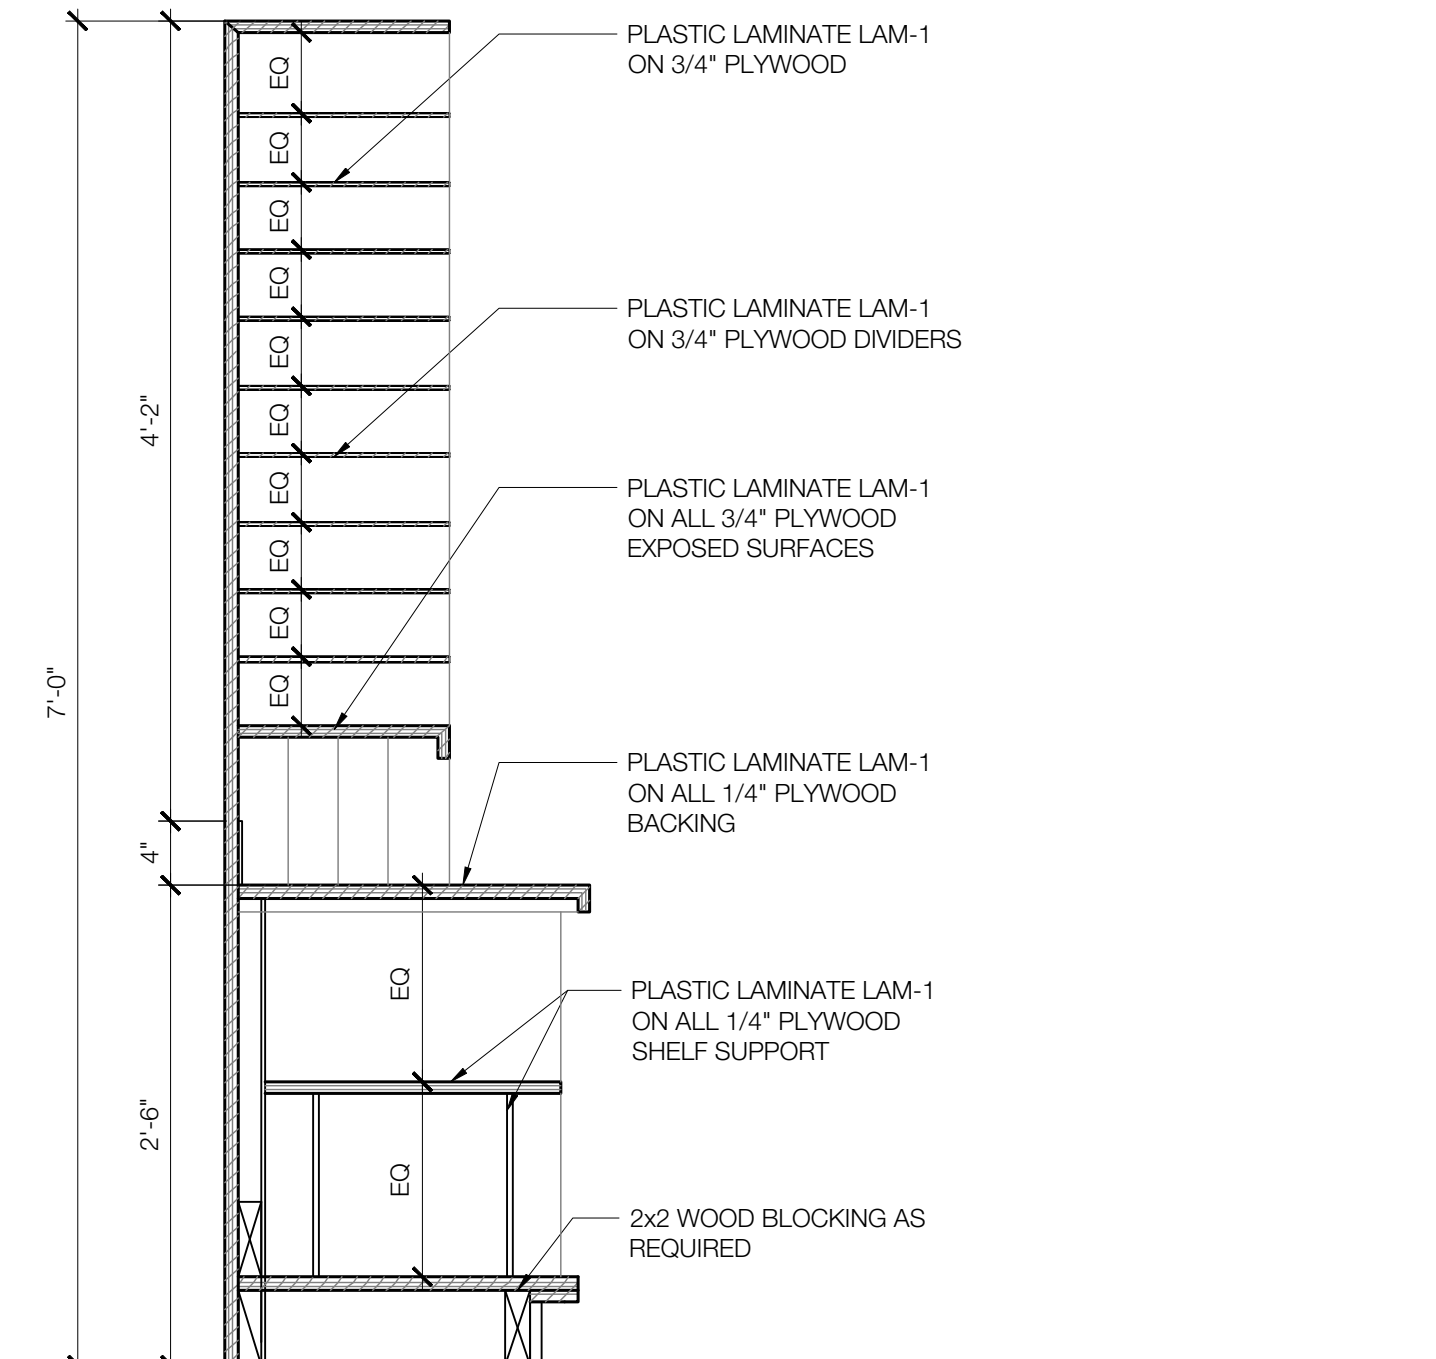 PLASTIC LAMINATE LAM-1
ON 3/4" PLYWOOD
EQ
EQ
EQ
EQ
PLASTIC LAMINATE LAM-1
ON 3/4" PLYWOOD DIVIDERS
EQ
4'-2"
EQ
EQ
PLASTIC LAMINATE LAM-1
ON ALL 3/4" PLYWOOD
EXPOSED SURFACES
EQ
EQ
EQ
7'-0"
PLASTIC LAMINATE LAM-1
ON ALL 1/4" PLYWOOD
BACKING
4"
EQ
PLASTIC LAMINATE LAM-1
ON ALL 1/4" PLYWOOD
SHELF SUPPORT
2'-6"
EQ
2x2 WOOD BLOCKING AS
REQUIRED